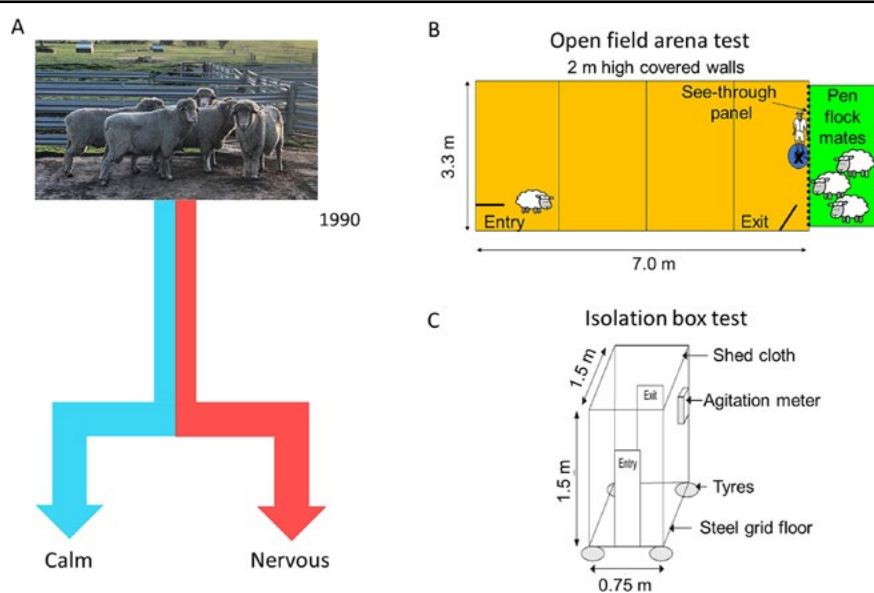 A
1990
Calm
Nervous
B
Open field arena test
2 m high covered walls
See-through
panel
Pen
flock
mates
3.3 m
X
Entry
Exit
7.0 m
C
Isolation box test
1.5 m
Shed cloth
Exit
Agitation meter
1.5 m
Entry
Tyres
Steel grid floor
0.75 m